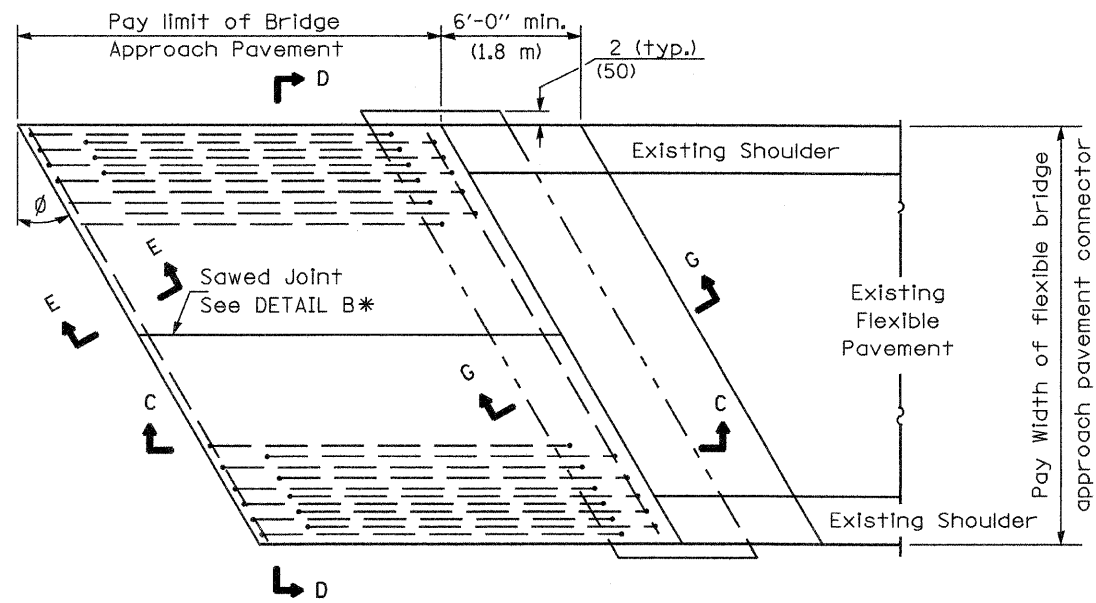 Pay limit of Bridge
Approach Pavement
6'-0" min.
(1.8 m)
2 (typ.)
(50)
D
Existing Shoulder
Ø
E
E
Sawed Joint
See DETAIL B*
G
Existing
Flexible
Pavement
G
C
C
Existing Shoulder
D
Pay Width of flexible bridge
approach pavement connector